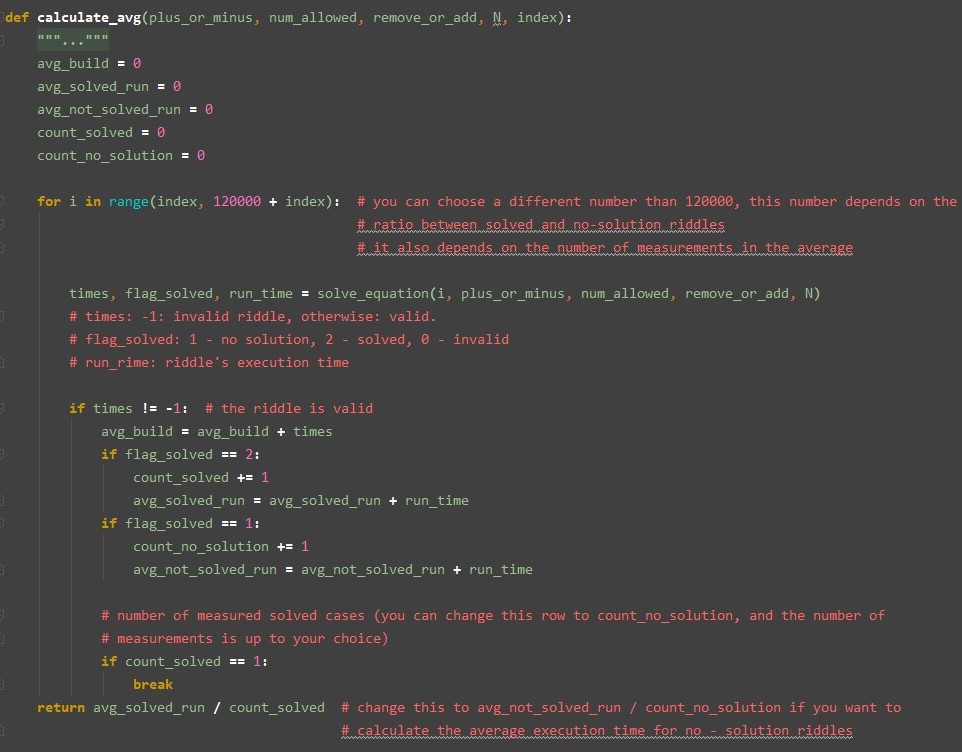 def calculate_avg(plus_or_minus, num_allowed, remove_or_add, N, index):
"""..."""
avg_build = 0
avg_solved_run = 0
avg_not_solved_run = 0
count_solved = 0
count_no_solution = 0
for i in range(index, 120000 + index):  # you can choose a different number than 120000, this number depends on the
# ratio between solved and no-solution riddles
# it also depends on the number of measurements in the average
times, flag_solved, run_time = solve_equation(i, plus_or_minus, num_allowed, remove_or_add, N)
# times: -1: invalid riddle, otherwise: valid.
# flag_solved: 1 - no solution, 2 - solved, 0 - invalid
# run_rime: riddle's execution time
if times != -1:  # the riddle is valid
avg_build = avg_build + times
if flag_solved == 2:
count_solved += 1
avg_solved_run = avg_solved_run + run_time
if flag_solved == 1:
count_no_solution += 1
avg_not_solved_run = avg_not_solved_run + run_time
# number of measured solved cases (you can change this row to count_no_solution, and the number of
# measurements is up to your choice)
if count_solved == 1:
break
return avg_solved_run / count_solved  # change this to avg_not_solved_run / count_no_solution if you want to
# calculate the average execution time for no - solution riddles